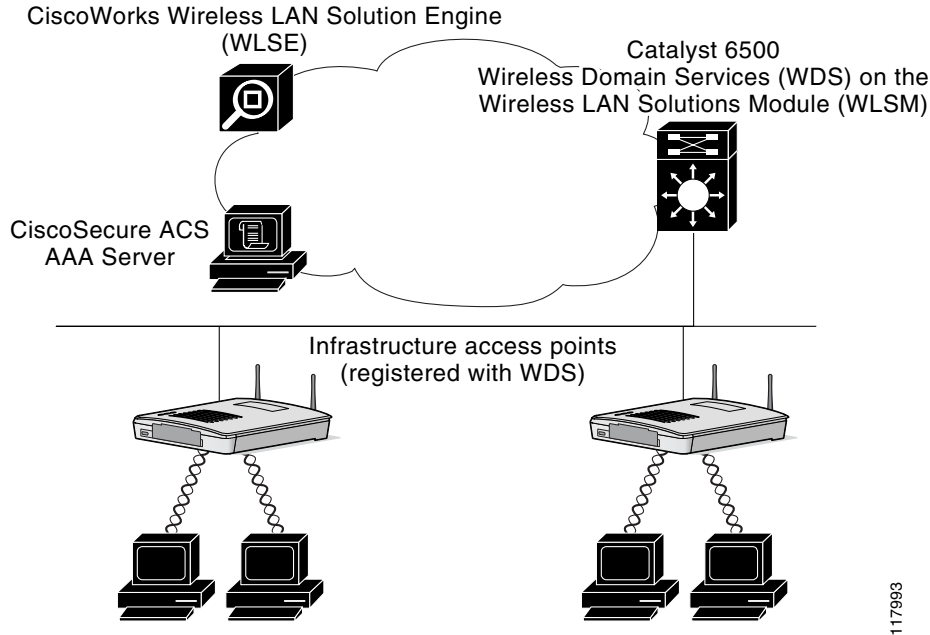 CiscoWorks Wireless LAN Solution Engine
(WLSE)
Catalyst 6500
Wireless Domain Services (WDS) on the
Wireless LAN Solutions Module (WLSM)
CiscoSecure ACS
AAA Server
Infrastructure access points
(registered with WDS)
117993